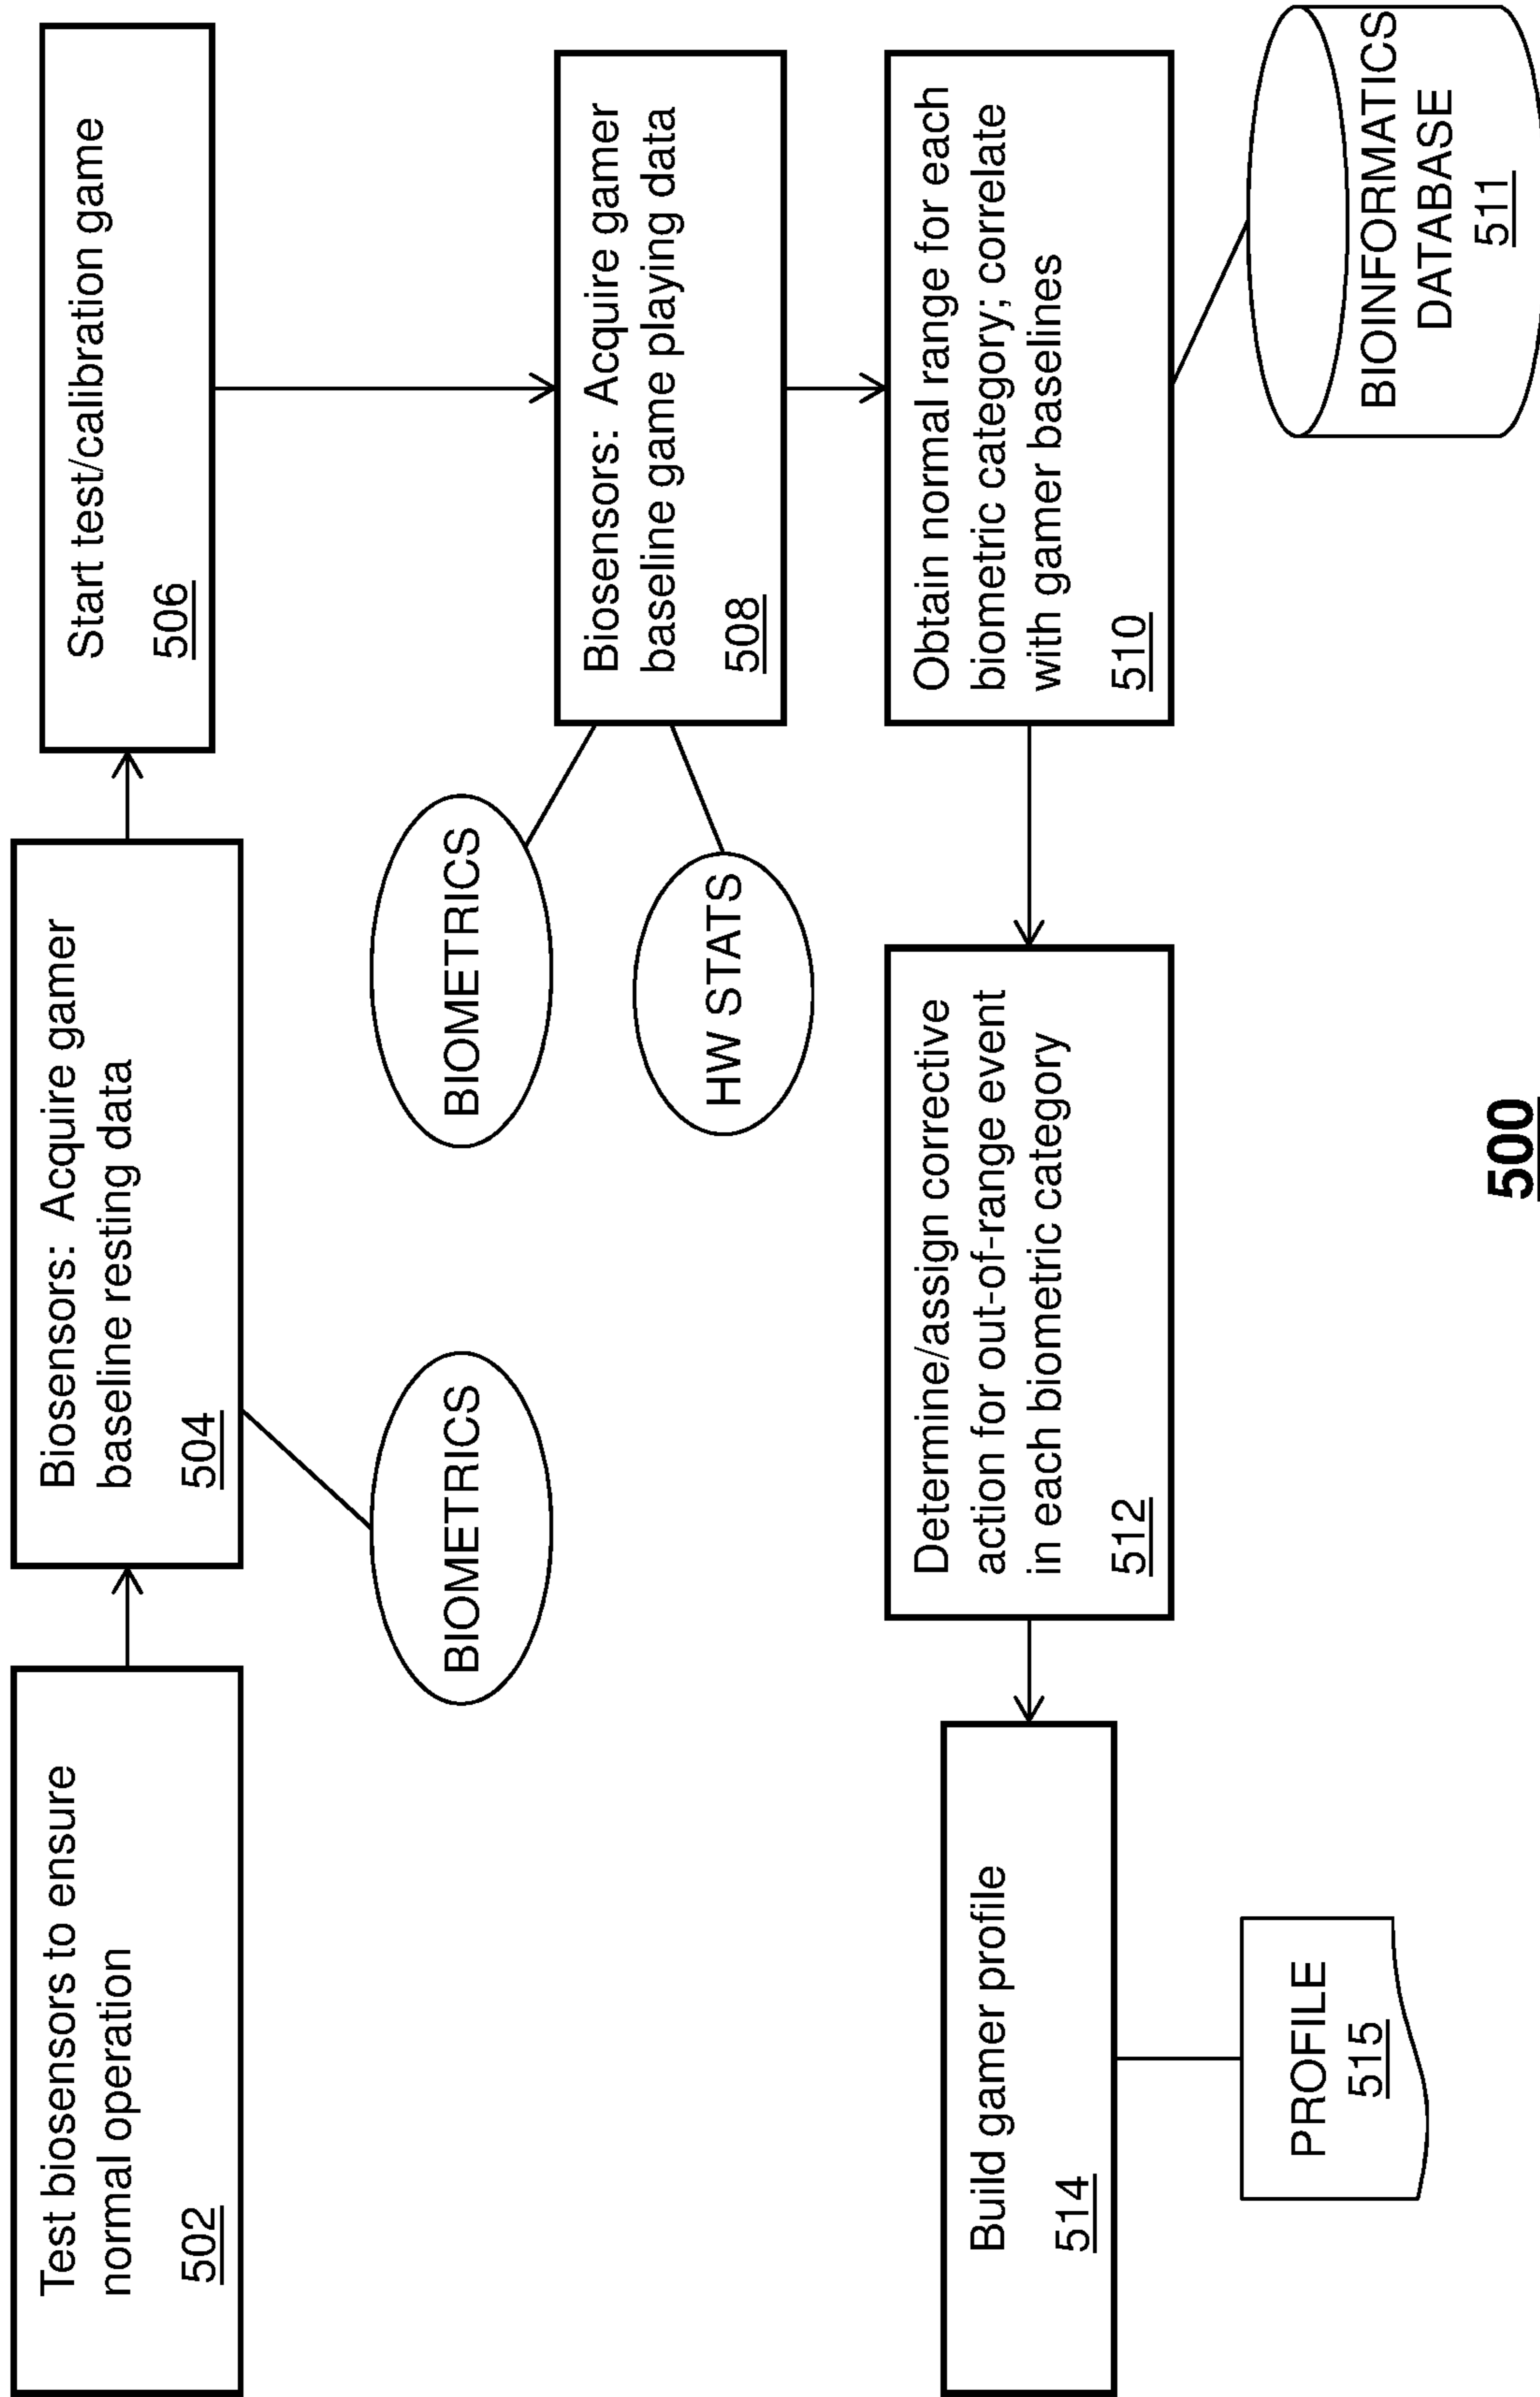 Test biosensors to ensure
normal operation
502
Biosensors:  Acquire gamer
baseline resting data
504
Start test/calibration game
506
BIOMETRICS
BIOMETRICS
HW STATS
Biosensors:  Acquire gamer
baseline game playing data
508
Obtain normal range for each
biometric category; correlate
with gamer baselines
510
BIOINFORMATICS
DATABASE
511
Determine/assign corrective
action for out-of-range event
in each biometric category
512
Build gamer profile
514
PROFILE
515
500